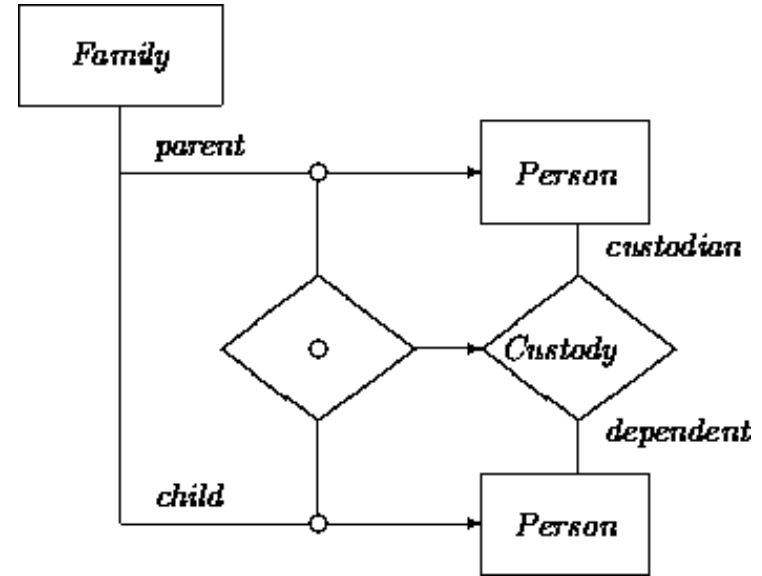 Family
parent
Person
custodian
Custody
dependent
child
Person